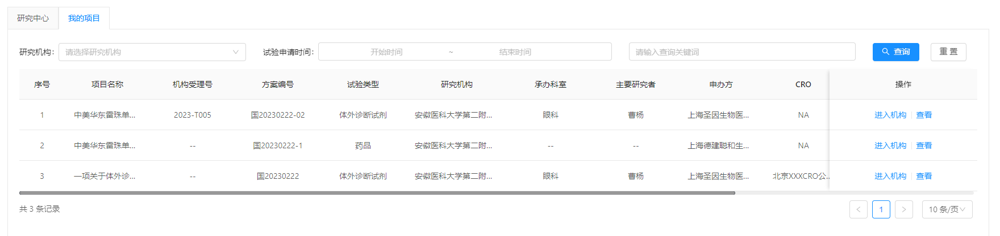 研究中心 我的项目
研究机构： 请选择研究机构 试验申请时间： 开始时间 ~ 结束时间 请输入查询关键词 查询 重 置
序号 项目名称 机构受理号 方案编号 试验类型 研究机构 承办科室 主要研究者 申办方 CRO 操作
1 中美华东雷珠单... 2023-T005 国20230222-02 体外诊断试剂 安徽医科大学第二附... 眼科 曹杨 上海圣因生物医... NA 进入机构 查看
2 中美华东雷珠单... -- 国20230222-1 药品 安徽医科大学第二附... -- -- 上海德建聪和生... NA 进入机构 查看
3 一项关于体外诊... -- 国20230222 体外诊断试剂 安徽医科大学第二附... 眼科 曹杨 上海圣因生物医... 北京XXXCRO公... 进入机构 查看
共 3 条记录 < 1 > 10 条/页